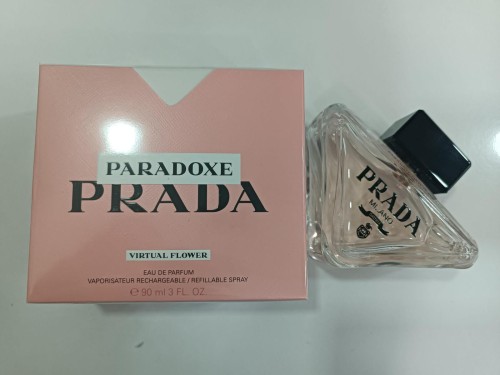 PARADOXE
PRADA
VIRTUAL FLOWER
EAU DE PARFUM
VAPORISATEUR RECHARGEABLE / REFILLABLE SPRAY
℮ 90 ml 3 FL. OZ.
PRADA
MILANO